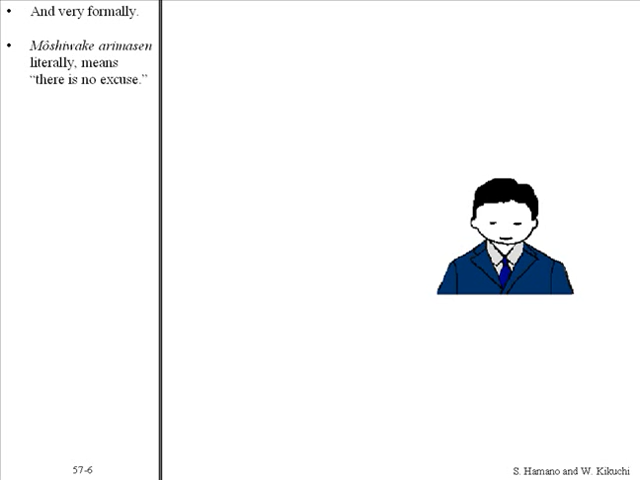 • And very formally.
• Môshiwake arimasen
literally, means
“there is no excuse.”
57-6
S. Hamano and W. Kikuchi